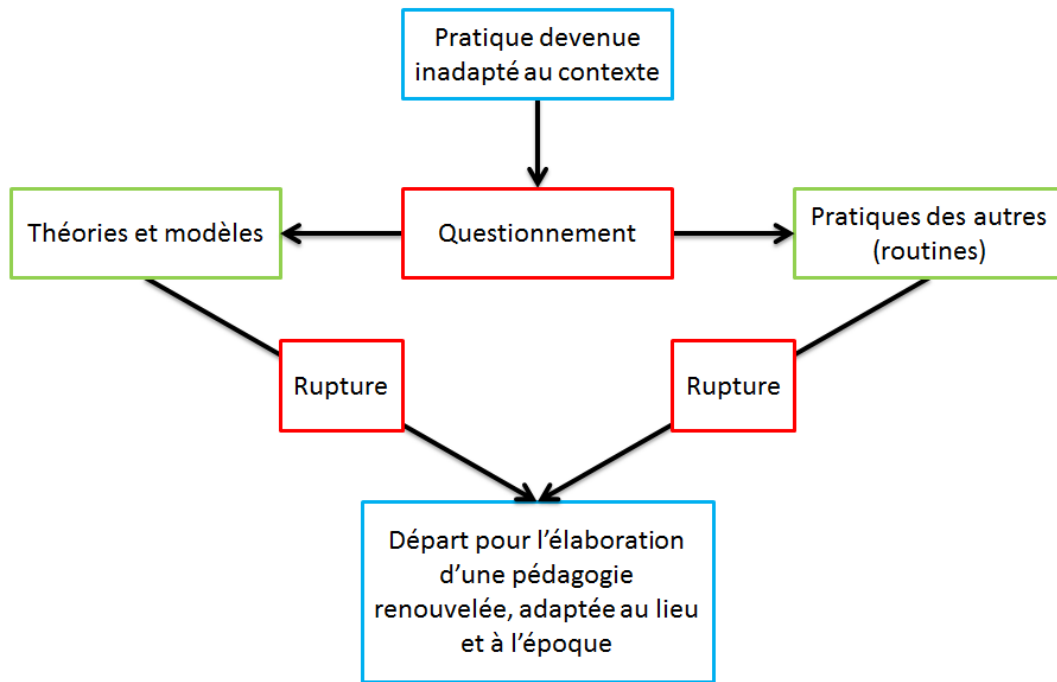 Pratique devenue
inadapté au contexte
Théories et modèles
Questionnement
Pratiques des autres
(routines)
Rupture
Rupture
Départ pour l’élaboration
d’une pédagogie
renouvelée, adaptée au lieu
et à l’époque